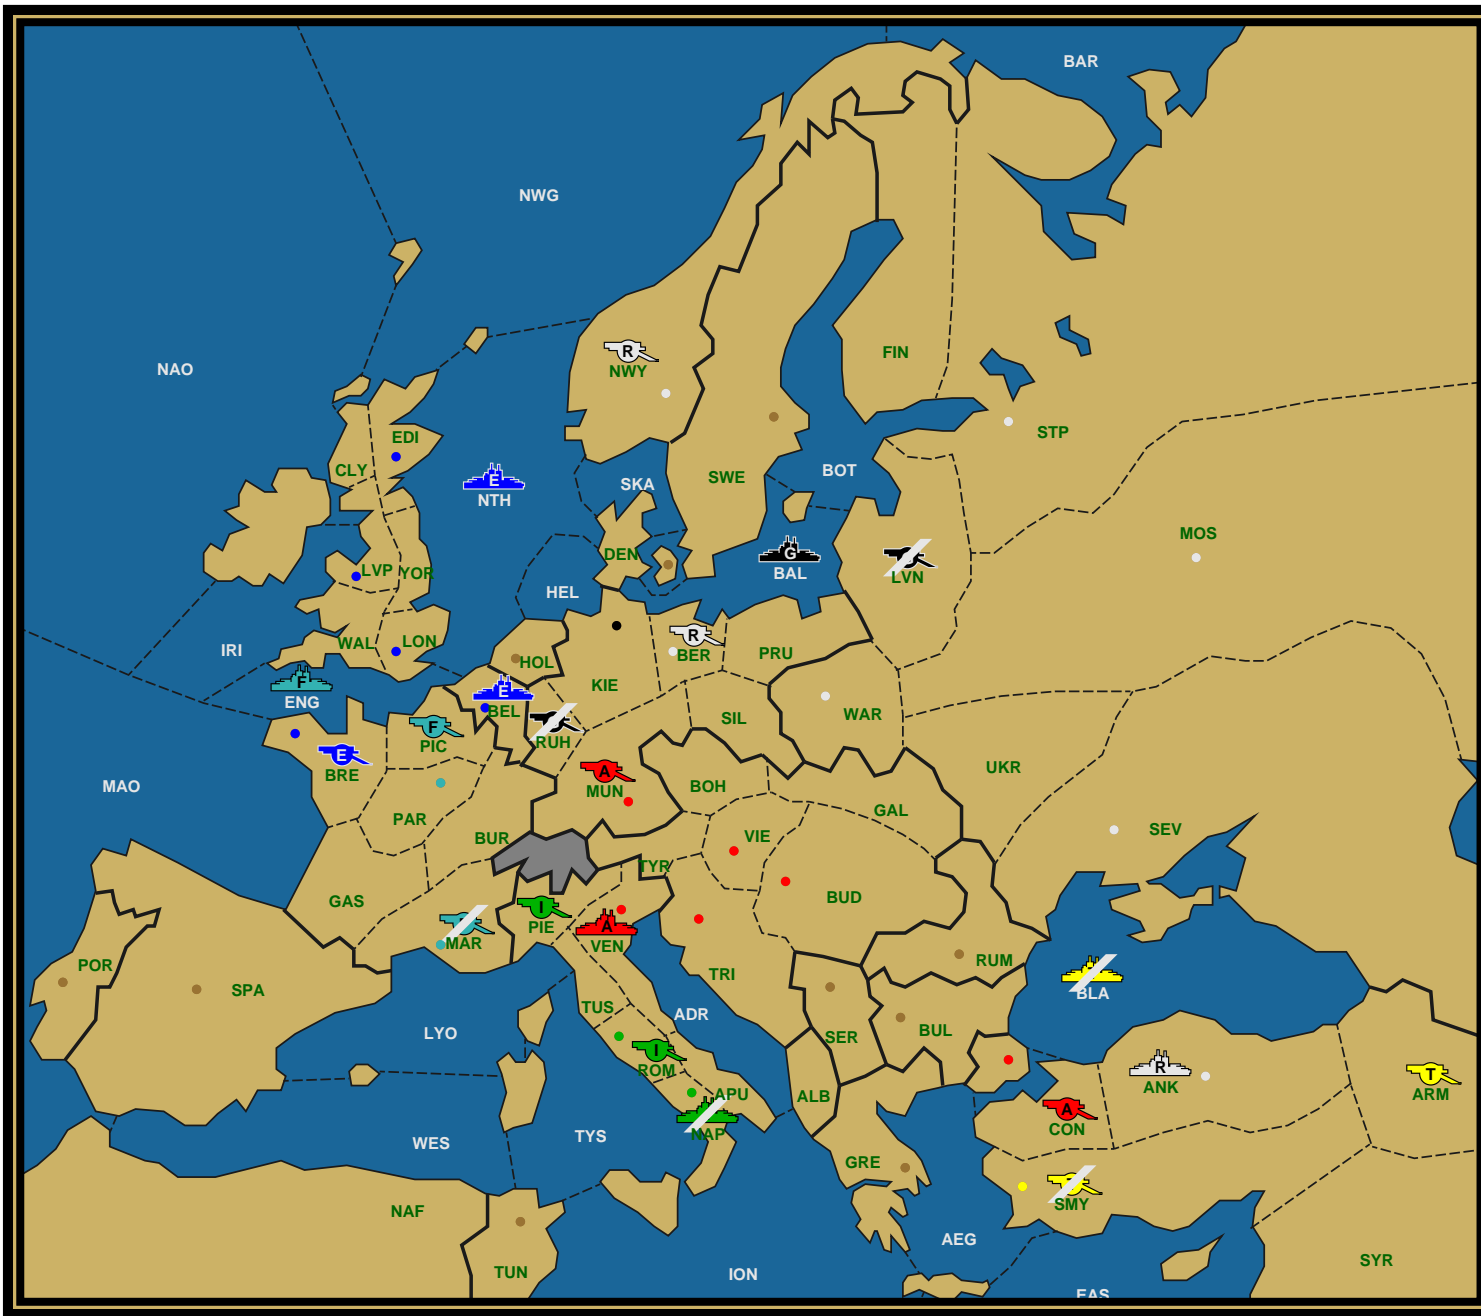 BAR
NWG
NAO
R
NWY
FIN
EDI
STP
CLY
E
NTH
SKA
SWE
BOT
MOS
DEN
G
BAL
LVN
LVP
YOR
HEL
R
BER
PRU
IRI
WAL
LON
HOL
KIE
F
ENG
E
BEL
SIL
WAR
F
PIC
RUH
E
BRE
UKR
A
MUN
MAO
BOH
GAL
PAR
BUR
VIE
SEV
TYR
GAS
BUD
I
PIE
A
VEN
MAR
POR
SPA
TRI
RUM
BLA
TUS
ADR
LYO
SER
BUL
I
ROM
R
ANK
T
ARM
APU
ALB
A
CON
NAP
WES
TYS
GRE
SMY
NAF
AEG
TUN
ION
SYR
EAS